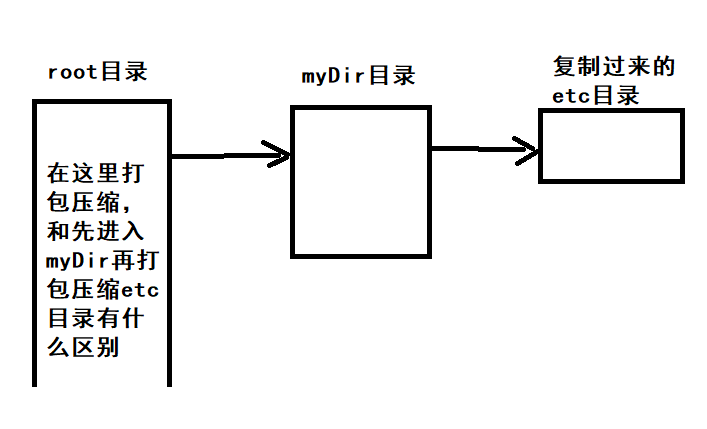 root目录
myDir目录
复制过来的
etc目录
在这里打
包压缩，
和先进入
myDir再打
包压缩etc
目录有什
么区别